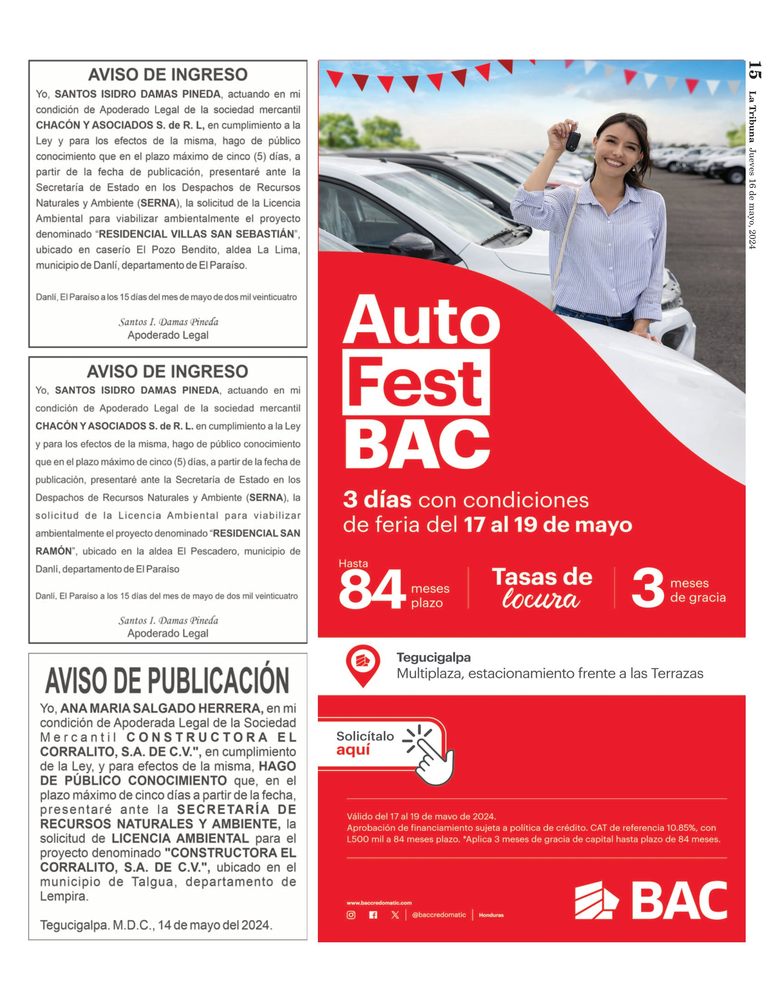 AVISO DE INGRESO
Yo, SANTOS ISIDRO DAMAS PINEDA, actuando en mi
condición de Apoderado Legal de la sociedad mercantil
CHACÓN Y ASOCIADOS S. de R. L, en cumplimiento a la
Ley y para los efectos de la misma, hago de público
conocimiento que en el plazo máximo de cinco (5) días, a
partir de la fecha de publicación, presentaré ante la
Secretaría de Estado en los Despachos de Recursos
Naturales y Ambiente (SERNA), la solicitud de la Licencia
Ambiental para viabilizar ambientalmente el proyecto
denominado “RESIDENCIAL VILLAS SAN SEBASTIÁN”,
ubicado en caserío El Pozo Bendito, aldea La Lima,
municipio de Danlí, departamento de El Paraíso.
Danlí, El Paraíso a los 15 días del mes de mayo de dos mil veinticuatro
Santos I. Damas Pineda
Apoderado Legal
AVISO DE INGRESO
Yo, SANTOS ISIDRO DAMAS PINEDA, actuando en mi
condición de Apoderado Legal de la sociedad mercantil
CHACÓN Y ASOCIADOS S. de R. L. en cumplimiento a la Ley
y para los efectos de la misma, hago de público conocimiento
que en el plazo máximo de cinco (5) días, a partir de la fecha de
publicación, presentaré ante la Secretaría de Estado en los
Despachos de Recursos Naturales y Ambiente (SERNA), la
solicitud de la Licencia Ambiental para viabilizar
ambientalmente el proyecto denominado “RESIDENCIAL SAN
RAMÓN”, ubicado en la aldea El Pescadero, municipio de
Danlí, departamento de El Paraíso
Danlí, El Paraíso a los 15 días del mes de mayo de dos mil veinticuatro
Santos I. Damas Pineda
Apoderado Legal
AVISO DE PUBLICACIÓN
Yo, ANA MARIA SALGADO HERRERA, en mi
condición de Apoderada Legal de la Sociedad
Mercantil CONSTRUCTORA EL
CORRALITO, S.A. DE C.V.", en cumplimiento
de la Ley, y para efectos de la misma, HAGO
DE PÚBLICO CONOCIMIENTO que, en el
plazo máximo de cinco días a partir de la fecha,
presentaré ante la SECRETARÍA DE
RECURSOS NATURALES Y AMBIENTE, la
solicitud de LICENCIA AMBIENTAL para el
proyecto denominado "CONSTRUCTORA EL
CORRALITO, S.A. DE C.V.", ubicado en el
municipio de Talgua, departamento de
Lempira.
Tegucigalpa. M.D.C., 14 de mayo del 2024.
Auto
Fest
BAC
3 días con condiciones
de feria del 17 al 19 de mayo
Hasta
84 meses
plazo
Tasas de
locura
3 meses
de gracia
Tegucigalpa
Multiplaza, estacionamiento frente a las Terrazas
Solicítalo
aquí
Válido del 17 al 19 de mavo de 2024.
Aprobación de financiamiento sujeta a política de crédito. CAT de referencia 10.85%, con
L500 mil a 84 meses plazo. *Aplica 3 meses de gracia de capital hasta plazo de 84 meses.
www.baccredomatic.com
@baccredomatic | Honduras
BAC
15 La Tribuna Jueves 16 de mayo, 2024